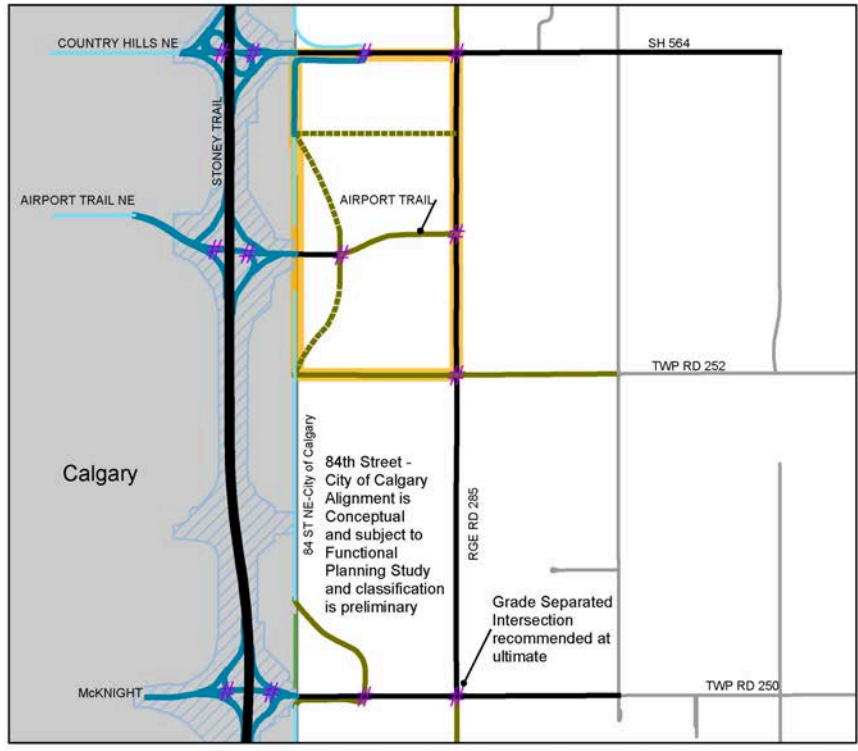 COUNTRY HILLS NE
SH 564
STONEY TRAIL
AIRPORT TRAIL NE
AIRPORT TRAIL
TWP RD 252
Calgary
84 ST NE-City of Calgary
84th Street -
City of Calgary
Alignment is
Conceptual
and subject to
Functional
Planning Study
and classification
is preliminary
RGE RD 285
Grade Separated
Intersection
recommended at
ultimate
McKNIGHT
TWP RD 250